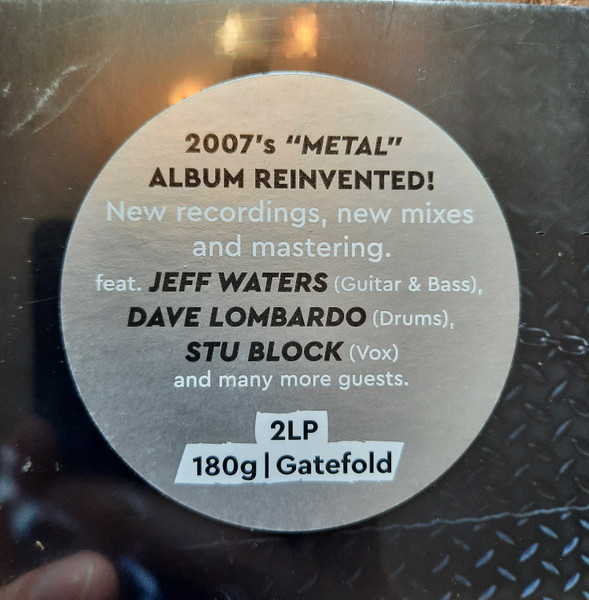 2007's "METAL"
ALBUM REINVENTED!
New recordings, new mixes
and mastering.
feat. JEFF WATERS (Guitar & Bass),
DAVE LOMBARDO (Drums),
STU BLOCK (Vox)
and many more guests.
2LP
180g | Gatefold